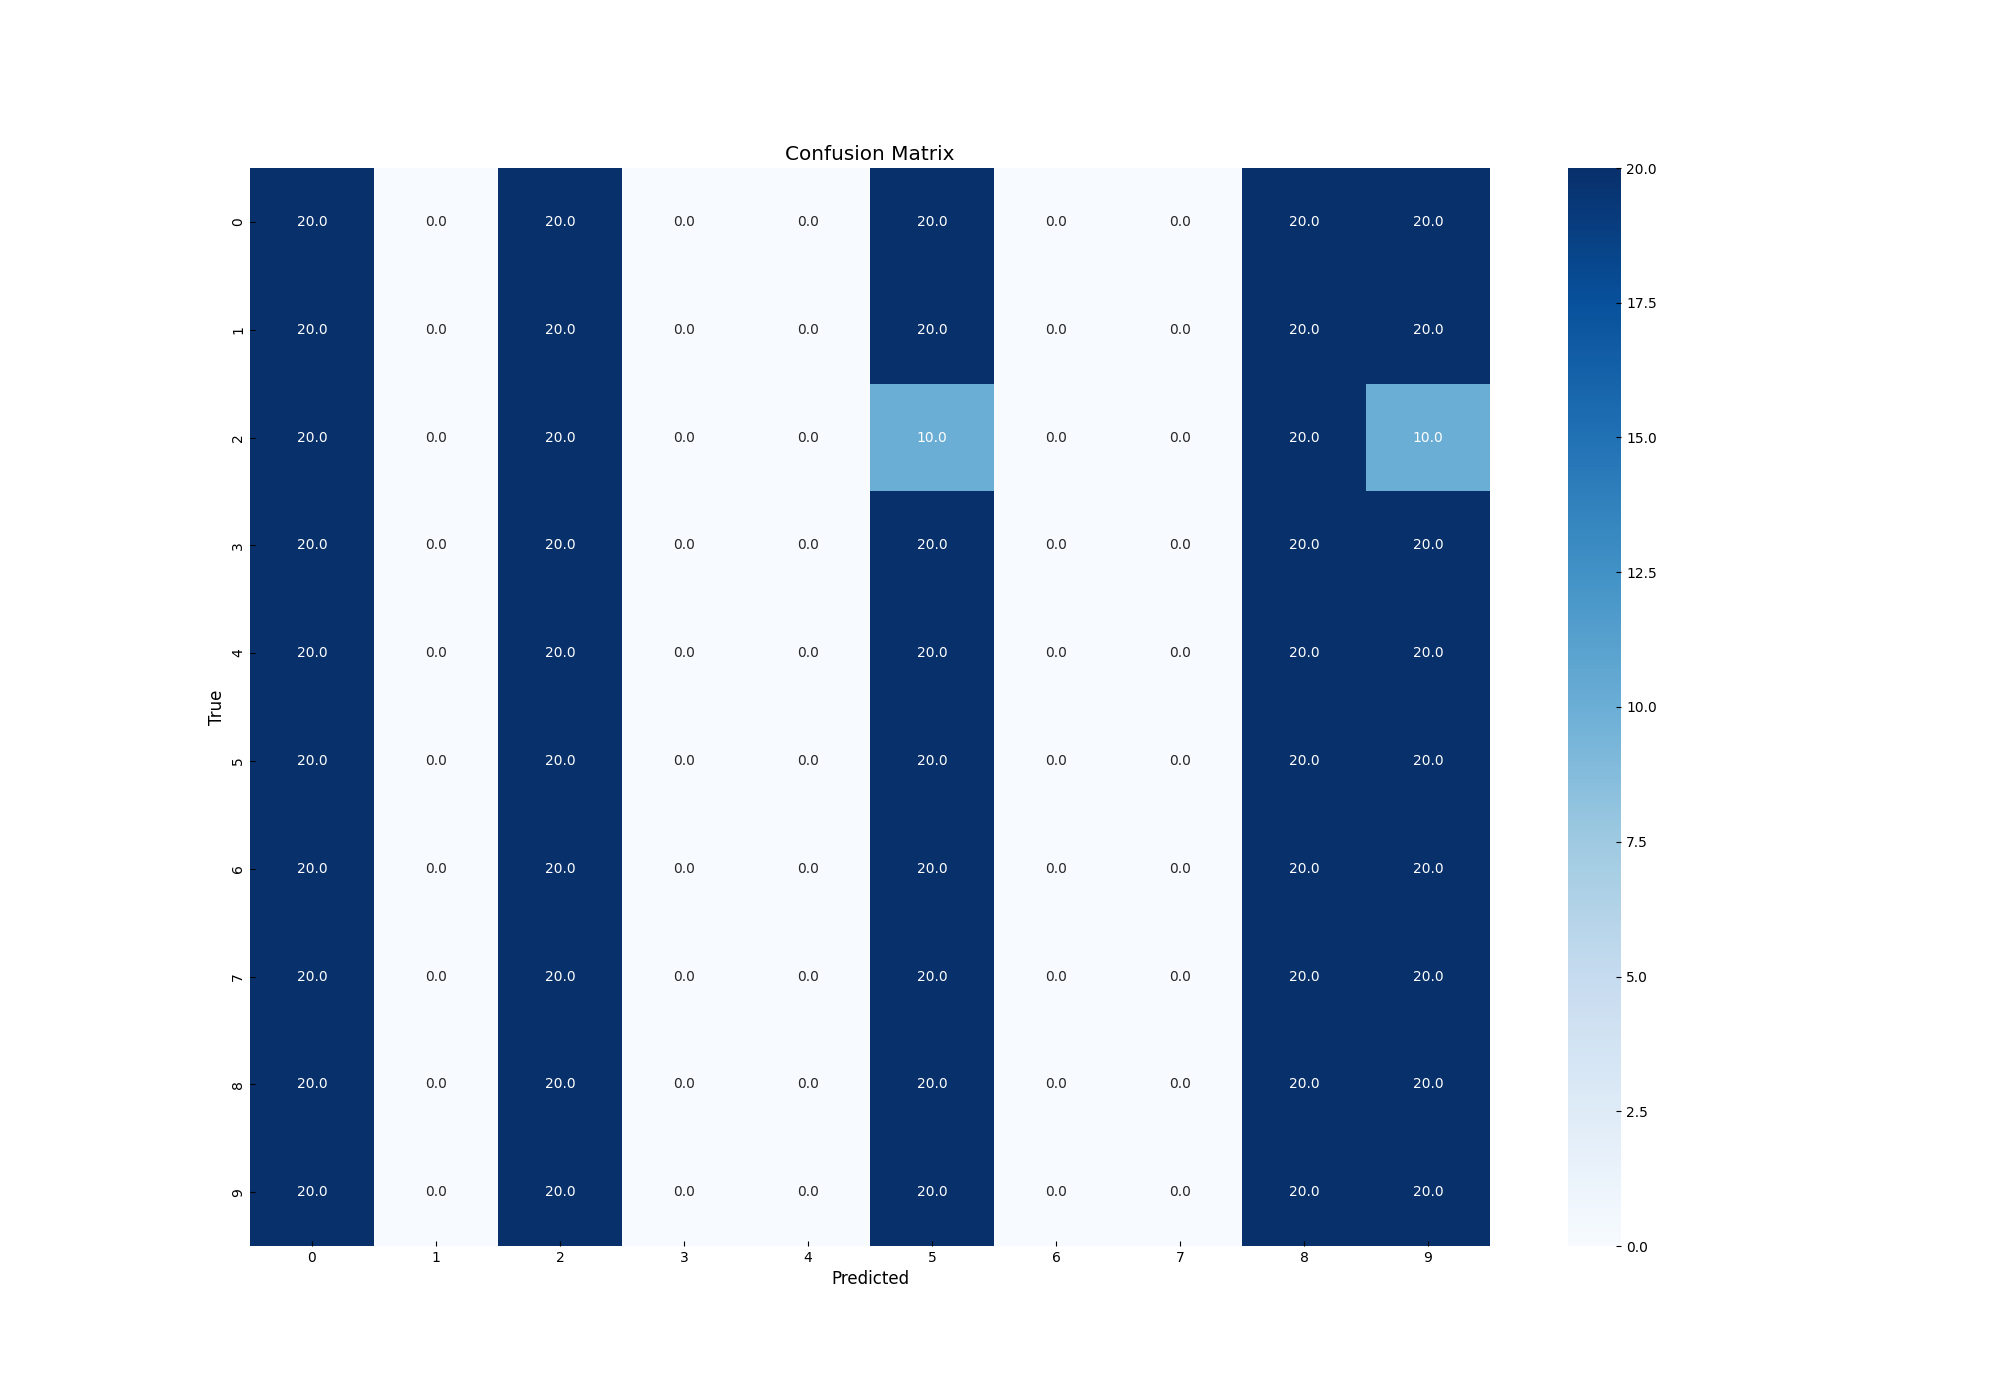 Confusion Matrix
0 20.0 0.0 20.0 0.0 0.0 20.0 0.0 0.0 20.0 20.0
1 20.0 0.0 20.0 0.0 0.0 20.0 0.0 0.0 20.0 20.0
2 20.0 0.0 20.0 0.0 0.0 10.0 0.0 0.0 20.0 10.0
3 20.0 0.0 20.0 0.0 0.0 20.0 0.0 0.0 20.0 20.0
4 20.0 0.0 20.0 0.0 0.0 20.0 0.0 0.0 20.0 20.0
True
5 20.0 0.0 20.0 0.0 0.0 20.0 0.0 0.0 20.0 20.0
6 20.0 0.0 20.0 0.0 0.0 20.0 0.0 0.0 20.0 20.0
7 20.0 0.0 20.0 0.0 0.0 20.0 0.0 0.0 20.0 20.0
8 20.0 0.0 20.0 0.0 0.0 20.0 0.0 0.0 20.0 20.0
9 20.0 0.0 20.0 0.0 0.0 20.0 0.0 0.0 20.0 20.0
0 1 2 3 4 5 6 7 8 9
Predicted
20.0
17.5
15.0
12.5
10.0
7.5
5.0
2.5
0.0